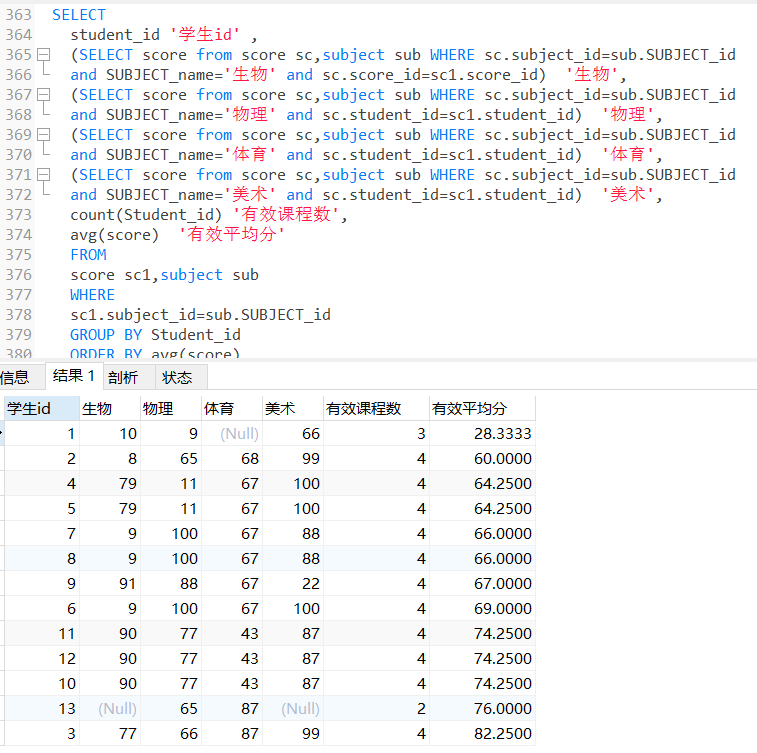 363 SELECT
364 student_id '学生id' ,
365 (SELECT score from score sc,subject sub WHERE sc.subject_id=sub.SUBJECT_id
366 and SUBJECT_name='生物' and sc.score_id=sc1.score_id) '生物',
367 (SELECT score from score sc,subject sub WHERE sc.subject_id=sub.SUBJECT_id
368 and SUBJECT_name='物理' and sc.student_id=sc1.student_id) '物理',
369 (SELECT score from score sc,subject sub WHERE sc.subject_id=sub.SUBJECT_id
370 and SUBJECT_name='体育' and sc.student_id=sc1.student_id) '体育',
371 (SELECT score from score sc,subject sub WHERE sc.subject_id=sub.SUBJECT_id
372 and SUBJECT_name='美术' and sc.student_id=sc1.student_id) '美术',
373 count(Student_id) '有效课程数',
374 avg(score) '有效平均分'
375 FROM
376 score sc1,subject sub
377 WHERE
378 sc1.subject_id=sub.SUBJECT_id
379 GROUP BY Student_id
380 ORDER BY avg(score)
信息 结果 1 剖析 状态
学生id 生物 物理 体育 美术 有效课程数 有效平均分
1 10 9 (Null) 66 3 28.3333
2 8 65 68 99 4 60.0000
4 79 11 67 100 4 64.2500
5 79 11 67 100 4 64.2500
7 9 100 67 88 4 66.0000
8 9 100 67 88 4 66.0000
9 91 88 67 22 4 67.0000
6 9 100 67 100 4 69.0000
11 90 77 43 87 4 74.2500
12 90 77 43 87 4 74.2500
10 90 77 43 87 4 74.2500
13 (Null) 65 87 (Null) 2 76.0000
3 77 66 87 99 4 82.2500